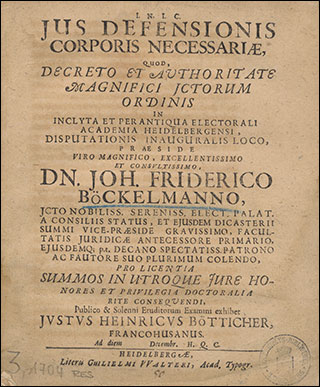 I. N. I. C.
JUS DEFENSIONIS
CORPORIS NECESSARIÆ,
QUOD,
DECRETO ET AUTHORITATE
MAGNIFICI JCTORUM
ORDINIS
IN
INCLYTA ET PERANTIQUA ELECTORALI
ACADEMIA HEIDELBERGENSI,
DISPUTATIONIS INAUGURALIS LOCO,
PRÆSIDE
VIRO MAGNIFICO, EXCELLENTISSIMO
ET CONSULTISSIMO,
DN. JOH. FRIDERICO
BÖCKELMANNO,
JCTO NOBILISS. SERENISS. ELECT. PALAT.
A CONSILIIS STATUS, ET EJUSDEM DICASTERII
SUMMI VICE-PRÆSIDE GRAVISSIMO, FACUL-
TATIS JURIDICÆ ANTECESSORE PRIMARIO,
EJUSDEMQ; p.t. DECANO SPECTATISS. PATRONO
AC FAUTORE SUO PLURIMUM COLENDO,
PRO LICENTIA
SUMMOS IN UTROQUE JURE HO-
NORES ET PRIVILEGIA DOCTORALIA
RITE CONSEQUENDI,
Publico & Solenni Eruditorum Examini exhibet
JVSTVS HEINRICVS BÖTTICHER,
FRANCOHUSANUS.
Ad diem Decembr. H. Q. C.
HEIDELBERGÆ,
Literis GUILIELMI WALTERI, Acad. Typogr.
1704
RES